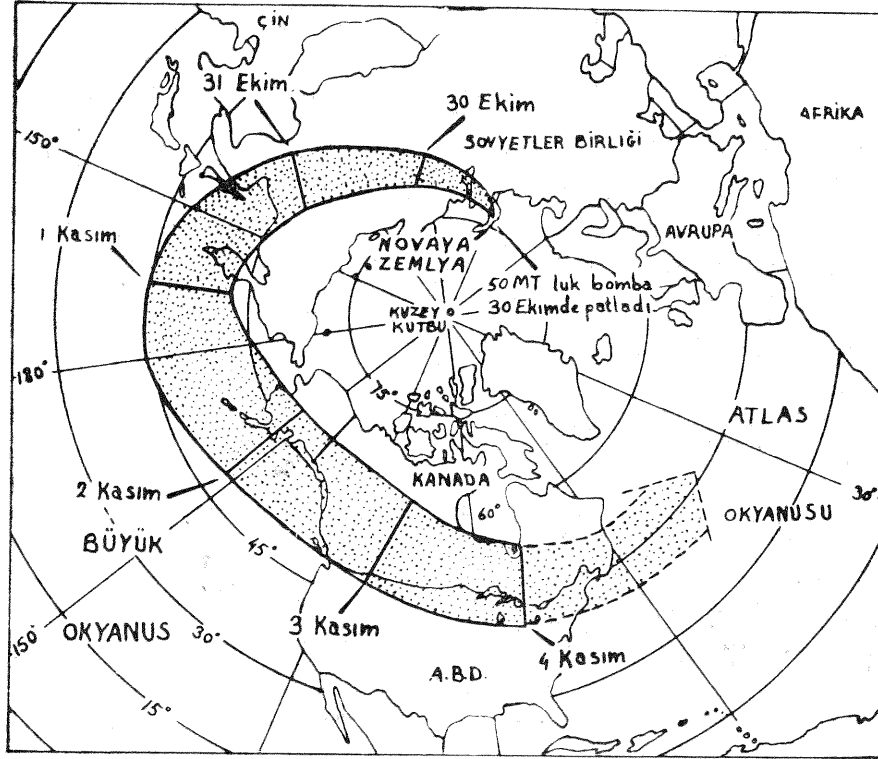 ÇİN
31 Ekim
30 Ekim
SOVYETLER BİRLİĞİ
AFRİKA
150°
1 Kasım
NOVAYA
ZEMLYA
AVRUPA
50 MT luk bomba
30 Ekimde patladı
KUZEY
KUTBU
180°
75°
ATLAS
KANADA
2 Kasım
60°
OKYANUSU
30°
BÜYÜK
45°
OKYANUS
150°
30°
3 Kasım
4 Kasım
A.B.D.
15°